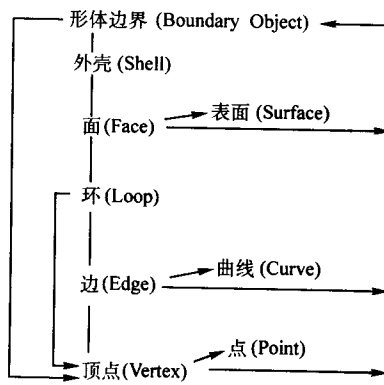 形体边界 (Boundary Object)
外壳 (Shell)
表面 (Surface)
面 (Face)
环 (Loop)
曲线 (Curve)
边 (Edge)
点 (Point)
顶点 (Vertex)